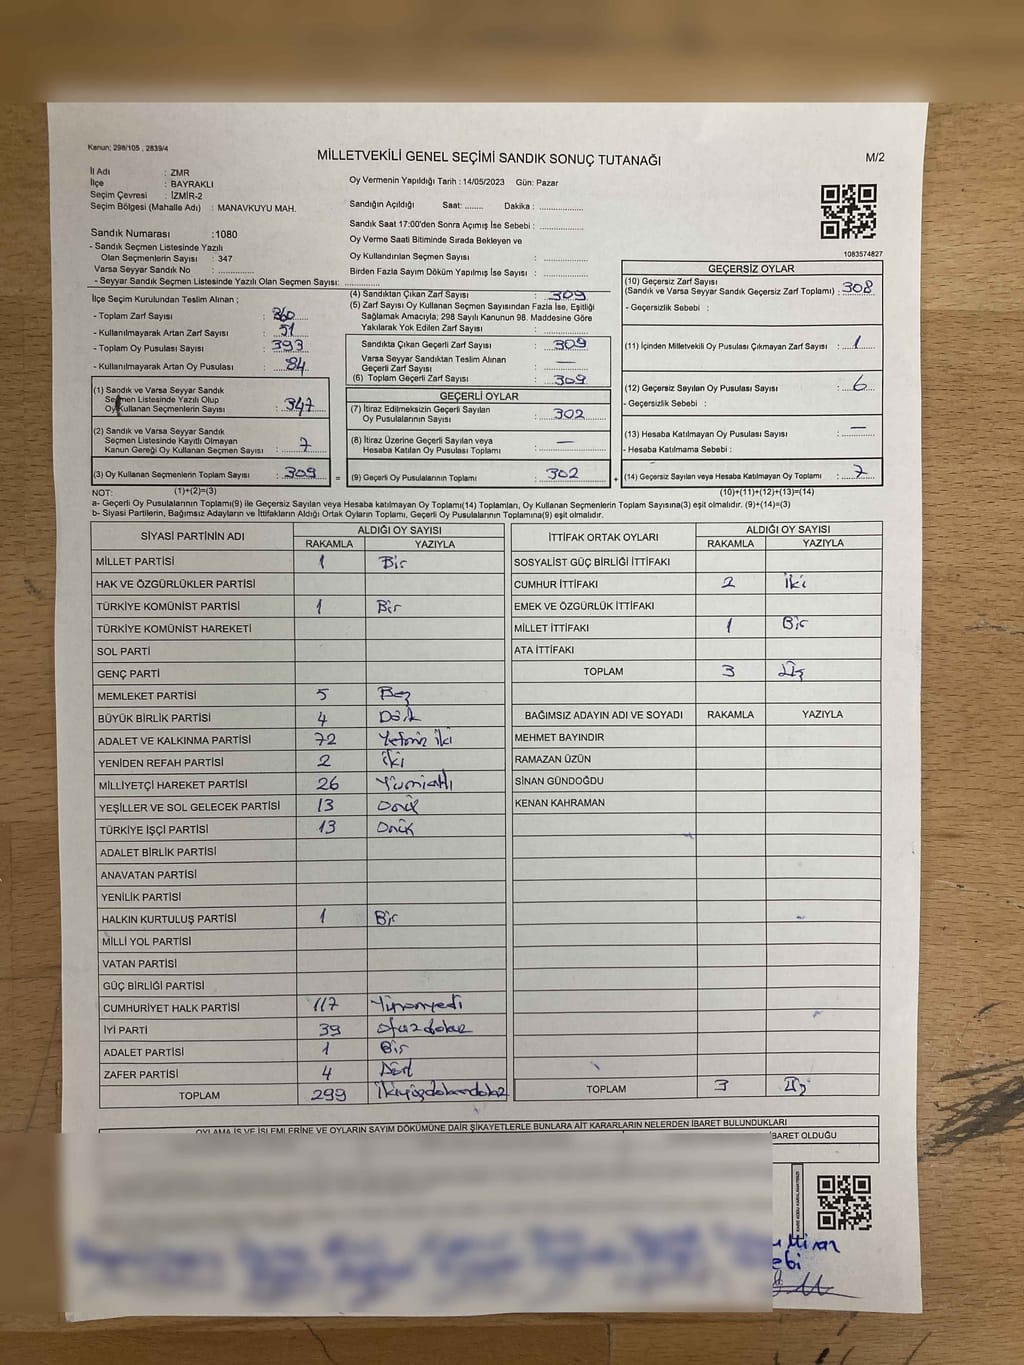 Kanun: 298/105 , 2839/4
MİLLETVEKİLİ GENEL SEÇİMİ SANDIK SONUÇ TUTANAĞI
M/2
İl Adı : ZMR
İlçe : BAYRAKLI
Seçim Çevresi : İZMİR-2
Seçim Bölgesi (Mahalle Adı) : MANAVKUYU MAH.
Oy Vermenin Yapıldığı Tarih : 14/05/2023 Gün: Pazar
Sandığın Açıldığı Saat: ........ Dakika : ................
Sandık Saat 17:00'den Sonra Açımış İse Sebebi : ................
Oy Verme Saati Bitiminde Sırada Bekleyen ve
Oy Kullandırılan Seçmen Sayısı : ................
Birden Fazla Sayım Döküm Yapılmış İse Sayısı : ................
Sandık Numarası :1080
- Sandık Seçmen Listesinde Yazılı
Olan Seçmenlerin Sayısı : 347
Varsa Seyyar Sandık No : ................
- Seyyar Sandık Seçmen Listesinde Yazılı Olan Seçmen Sayısı: ................
1083574827
İlçe Seçim Kurulundan Teslim Alınan ;
- Toplam Zarf Sayısı : 360
- Kullanılmayarak Artan Zarf Sayısı : 51
- Toplam Oy Pusulası Sayısı : 393
- Kullanılmayarak Artan Oy Pusulası : 84
(1) Sandık ve Varsa Seyyar Sandık
Seçmen Listesinde Yazılı Olup
Oy Kullanan Seçmenlerin Sayısı : 347
(2) Sandık ve Varsa Seyyar Sandık
Seçmen Listesinde Kayıtlı Olmayan
Kanun Gereği Oy Kullanan Seçmen Sayısı : 7
(3) Oy Kullanan Seçmenlerin Toplam Sayısı : 309 =
(1)+(2)=(3)
(4) Sandıktan Çıkan Zarf Sayısı : 309
(5) Zarf Sayısı Oy Kullanan Seçmen Sayısından Fazla İse, Eşitliği
Sağlamak Amacıyla; 298 Sayılı Kanunun 98. Maddesine Göre
Yakılarak Yok Edilen Zarf Sayısı :
Sandıkta Çıkan Geçerli Zarf Sayısı : 309
Varsa Seyyar Sandıktan Teslim Alınan
Geçerli Zarf Sayısı : —
(6) Toplam Geçerli Zarf Sayısı : 309
GEÇERLİ OYLAR
(7) İtiraz Edilmeksizin Geçerli Sayılan
Oy Pusulalarının Sayısı : 302
(8) İtiraz Üzerine Geçerli Sayılan veya
Hesaba Katılan Oy Pusulası Toplamı : —
(9) Geçerli Oy Pusulalarının Toplamı : 302 +
GEÇERSİZ OYLAR
(10) Geçersiz Zarf Sayısı
(Sandık ve Varsa Seyyar Sandık Geçersiz Zarf Toplamı) : 308
- Geçersizlik Sebebi :
(11) İçinden Milletvekili Oy Pusulası Çıkmayan Zarf Sayısı : 1
(12) Geçersiz Sayılan Oy Pusulası Sayısı : 6
- Geçersizlik Sebebi :
(13) Hesaba Katılmayan Oy Pusulası Sayısı : —
- Hesaba Katılmama Sebebi :
(14) Geçersiz Sayılan veya Hesaba Katılmayan Oy Toplamı : 7
(10)+(11)+(12)+(13)=(14)
NOT:
a- Geçerli Oy Pusulalarının Toplamı(9) ile Geçersiz Sayılan veya Hesaba katılmayan Oy Toplamı(14) Toplamları, Oy Kullanan Seçmenlerin Toplam Sayısına(3) eşit olmalıdır. (9)+(14)=(3)
b- Siyasi Partilerin, Bağımsız Adayların ve İttifakların Aldığı Ortak Oyların Toplamı, Geçerli Oy Pusulalarının Toplamına(9) eşit olmalıdır.
SİYASİ PARTİNİN ADI ALDIĞI OY SAYISI
RAKAMLA YAZIYLA
MİLLET PARTİSİ 1 Bir
HAK VE ÖZGÜRLÜKLER PARTİSİ
TÜRKİYE KOMÜNİST PARTİSİ 1 Bir
TÜRKİYE KOMÜNİST HAREKETİ
SOL PARTİ
GENÇ PARTİ
MEMLEKET PARTİSİ 5 Beş
BÜYÜK BİRLİK PARTİSİ 4 Dört
ADALET VE KALKINMA PARTİSİ 72 Yetmiş iki
YENİDEN REFAH PARTİSİ 2 iki
MİLLİYETÇİ HAREKET PARTİSİ 26 Yirmialtı
YEŞİLLER VE SOL GELECEK PARTİSİ 13 Onüç
TÜRKİYE İŞÇİ PARTİSİ 13 Onüç
ADALET BİRLİK PARTİSİ
ANAVATAN PARTİSİ
YENİLİK PARTİSİ
HALKIN KURTULUŞ PARTİSİ 1 Bir
MİLLİ YOL PARTİSİ
VATAN PARTİSİ
GÜÇ BİRLİĞİ PARTİSİ
CUMHURİYET HALK PARTİSİ 117 Yüzonyedi
İYİ PARTİ 39 Otuzdokuz
ADALET PARTİSİ 1 Bir
ZAFER PARTİSİ 4 Dört
TOPLAM 299 ikiyüzdoksandokuz
İTTİFAK ORTAK OYLARI ALDIĞI OY SAYISI
RAKAMLA YAZIYLA
SOSYALİST GÜÇ BİRLİĞİ İTTİFAKI
CUMHUR İTTİFAKI 2 iki
EMEK VE ÖZGÜRLÜK İTTİFAKI
MİLLET İTTİFAKI 1 Bir
ATA İTTİFAKI
TOPLAM 3 Üç
BAĞIMSIZ ADAYIN ADI VE SOYADI RAKAMLA YAZIYLA
MEHMET BAYINDIR
RAMAZAN ÜZÜN
SİNAN GÜNDOĞDU
KENAN KAHRAMAN
TOPLAM 3 Üç
OYLAMA İŞ VE İŞLEMLERİNE VE OYLARIN SAYIM DÖKÜMÜNE DAİR ŞİKAYETLERLE BUNLARA AİT KARARLARIN NELERDEN İBARET BULUNDUKLARI
İBARET OLDUĞU